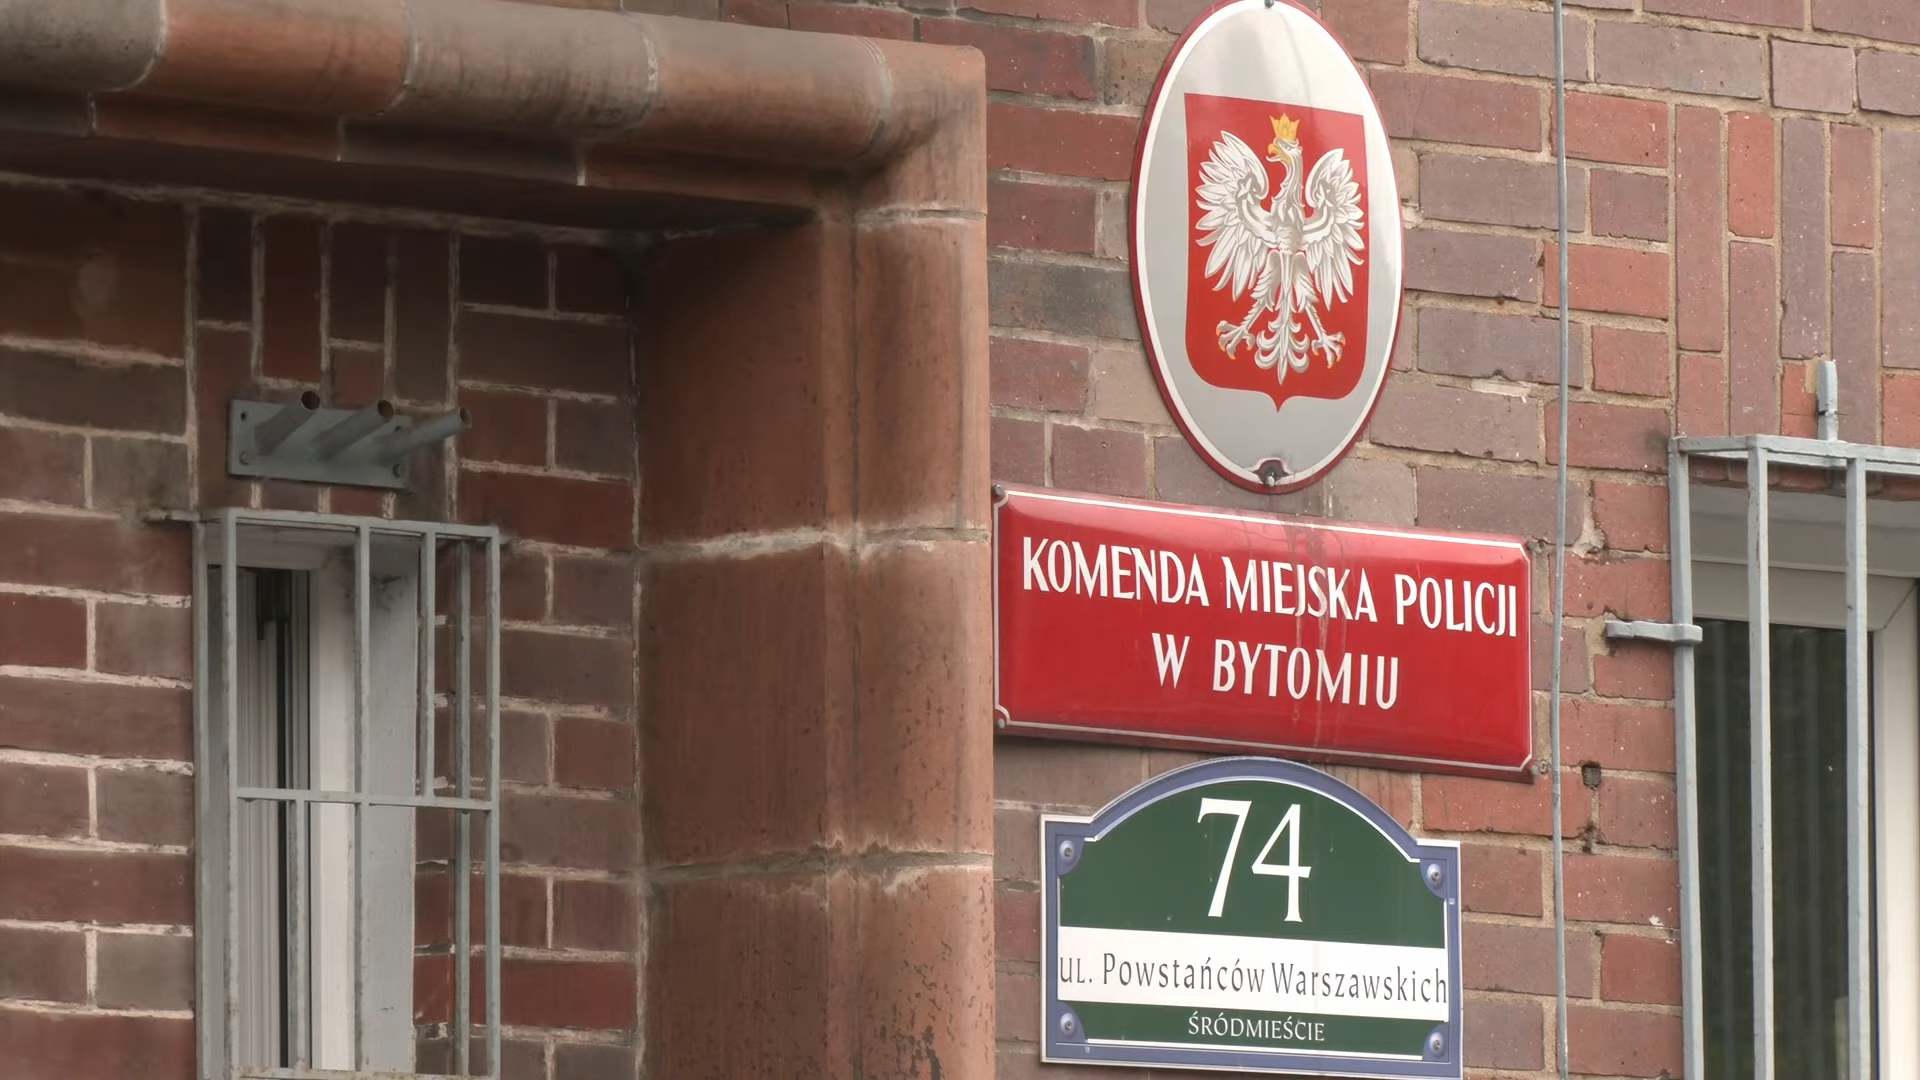 KOMENDA MIEJSKA POLICJI
W BYTOMIU
74
UL. Powstańców Warszawskich
ŚRÓDMIEŚCIE